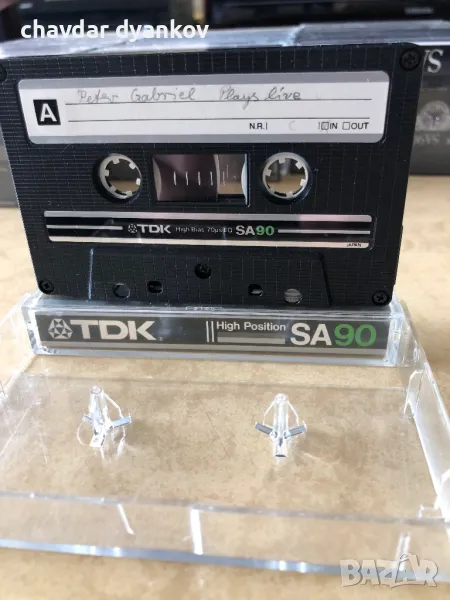 chavdar dyankov
A
Peter Gabriel Plays live
N.R. IN OUT
TDK High Bias 70µs EQ SA90
JAPAN
TDK High Position SA90
BAZAR